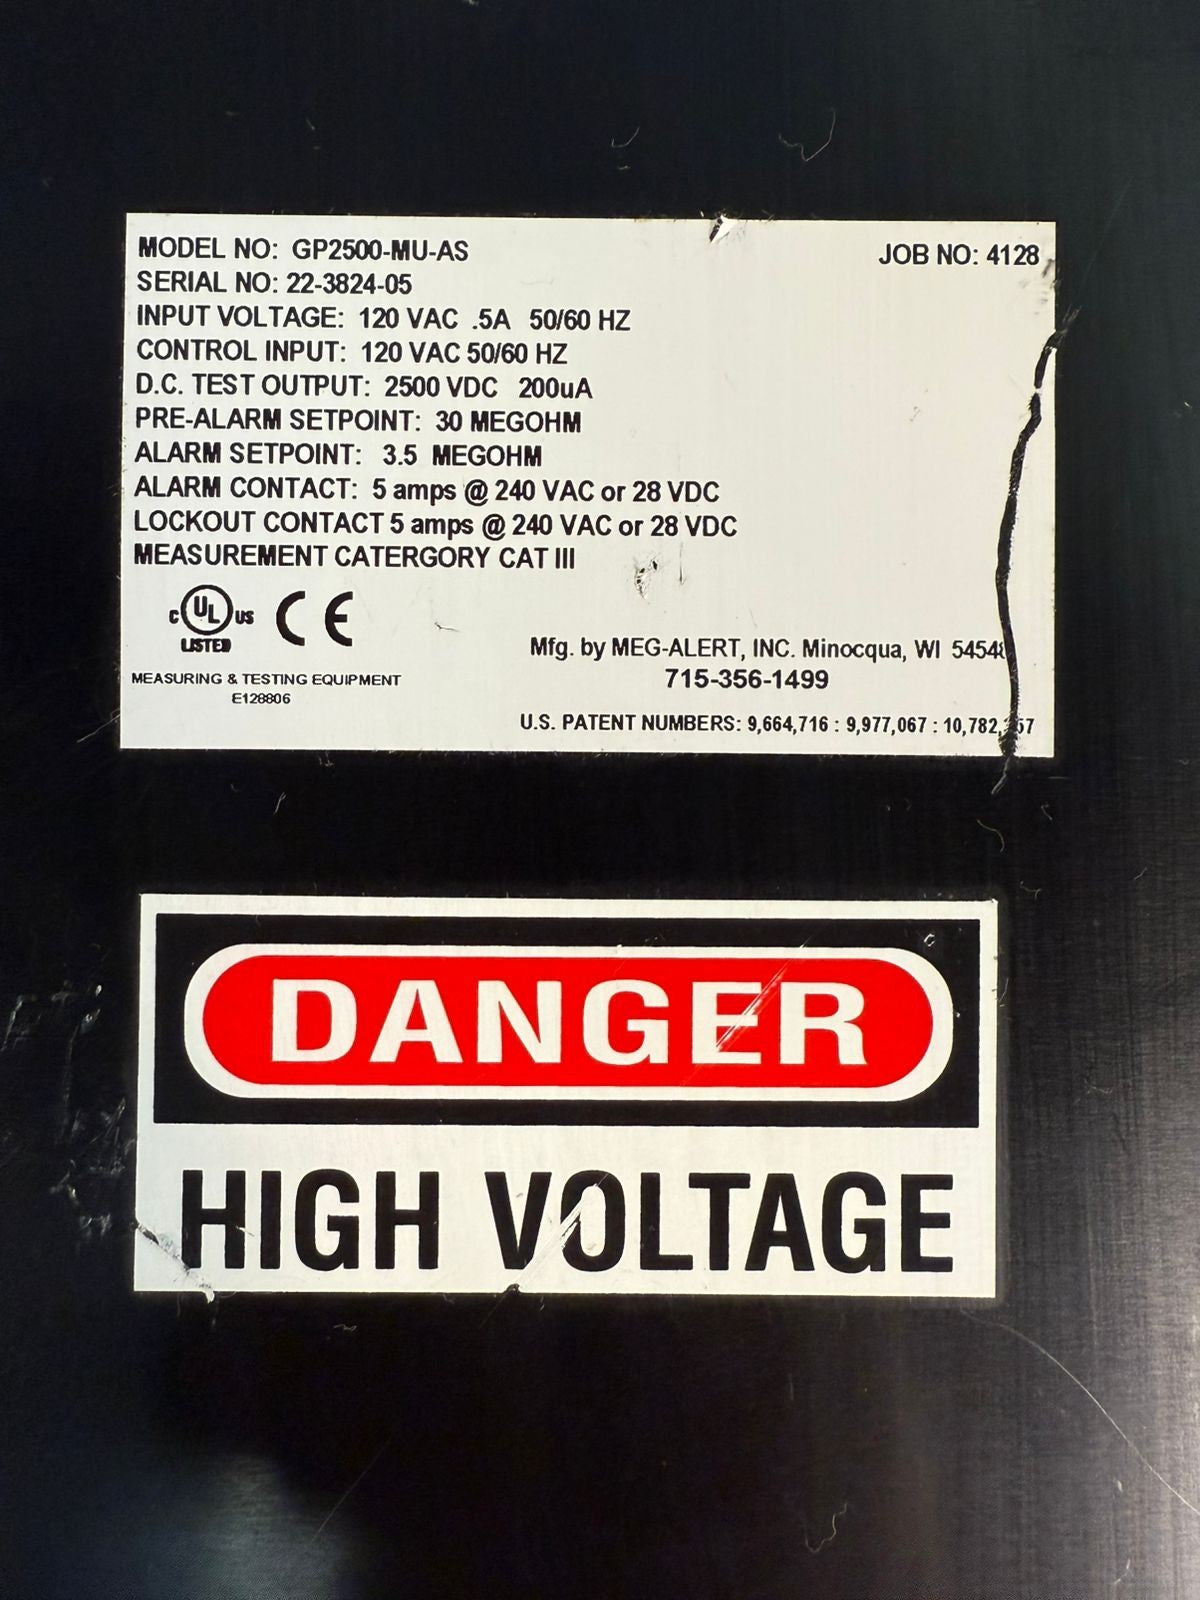 MODEL NO: GP2500-MU-AS
JOB NO: 4128
SERIAL NO: 22-3824-05
INPUT VOLTAGE: 120 VAC .5A 50/60 HZ
CONTROL INPUT: 120 VAC 50/60 HZ
D.C. TEST OUTPUT: 2500 VDC 200uA
PRE-ALARM SETPOINT: 30 MEGOHM
ALARM SETPOINT: 3.5 MEGOHM
ALARM CONTACT: 5 amps @ 240 VAC or 28 VDC
LOCKOUT CONTACT 5 amps @ 240 VAC or 28 VDC
MEASUREMENT CATERGORY CAT III
c UL US CE
LISTED
MEASURING & TESTING EQUIPMENT
E128806
Mfg. by MEG-ALERT, INC. Minocqua, WI 54548
715-356-1499
U.S. PATENT NUMBERS: 9,664,716 : 9,977,067 :
DANGER
HIGH VOLTAGE